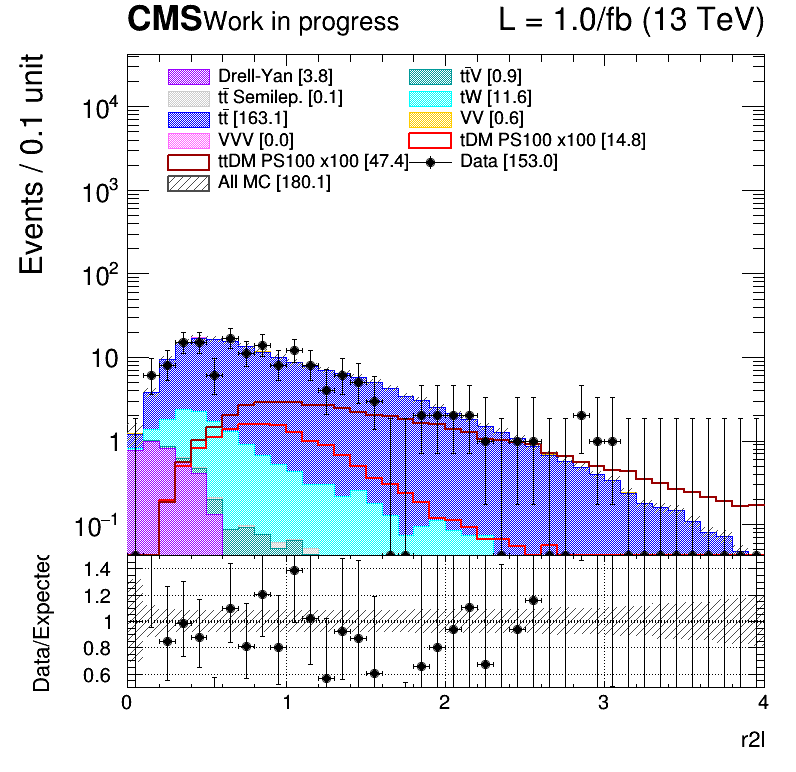 CMS Work in progress L = 1.0/fb (13 TeV)
Events / 0.1 unit
Drell-Yan [3.8] tt̄V [0.9]
tt̄ Semilep. [0.1] tW [11.6]
tt̄ [163.1] VV [0.6]
VVV [0.0] tDM PS100 x100 [14.8]
ttDM PS100 x100 [47.4] Data [153.0]
All MC [180.1]
10⁴
10³
10²
10
1
10⁻¹
Data/Expected
1.4
1.2
1
0.8
0.6
0 1 2 3 4
r2l